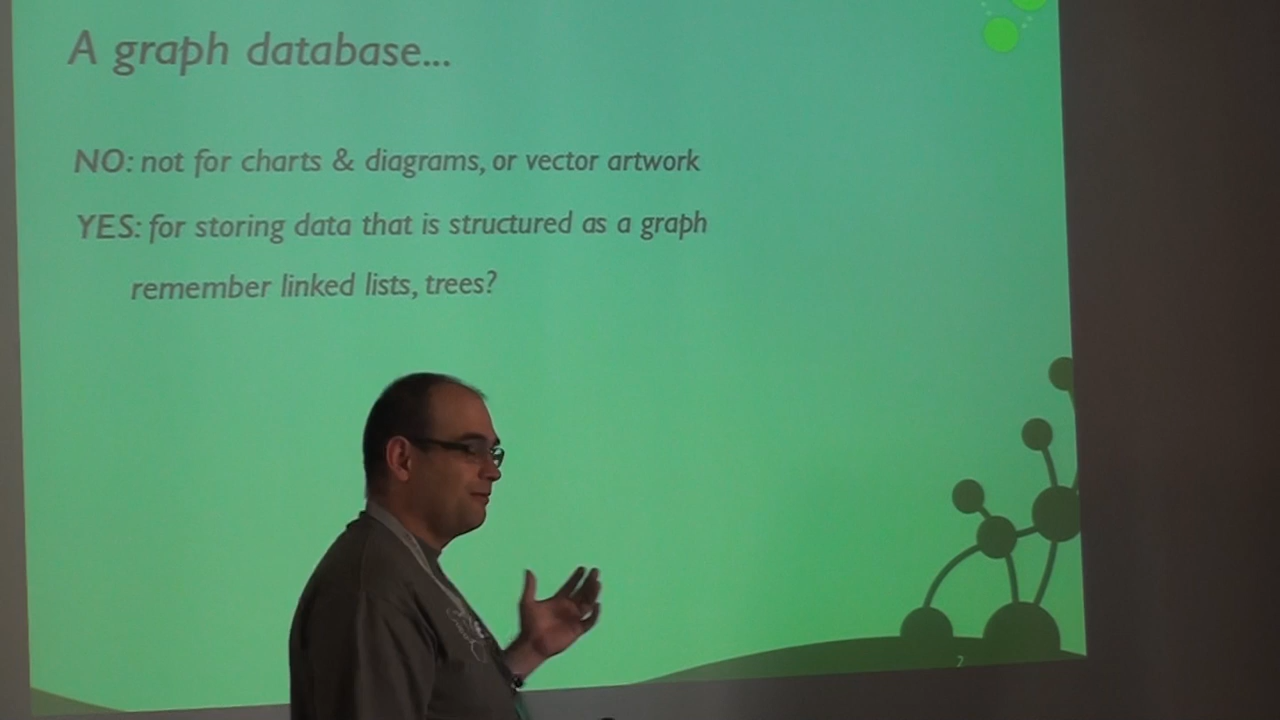 A graph database...
NO: not for charts & diagrams, or vector artwork
YES: for storing data that is structured as a graph
remember linked lists, trees?
2